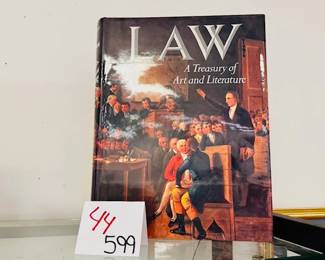 LAW
A Treasury of
Art and Literature
44
599